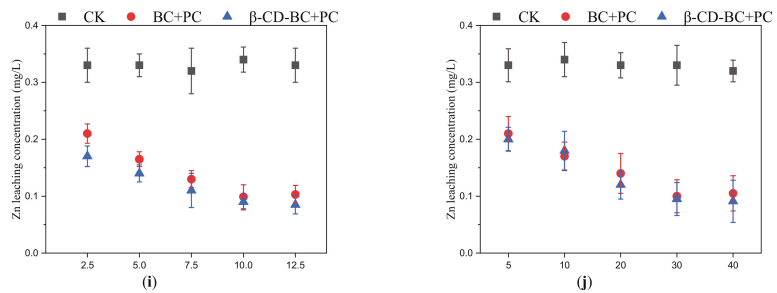 CK BC+PC β-CD-BC+PC
Zn leaching concentration (mg/L)
0.4
0.3
0.2
0.1
0.0
2.5 5.0 7.5 10.0 12.5
(i)
CK BC+PC β-CD-BC+PC
Zn leaching concentration (mg/L)
0.4
0.3
0.2
0.1
0.0
5 10 20 30 40
(j)